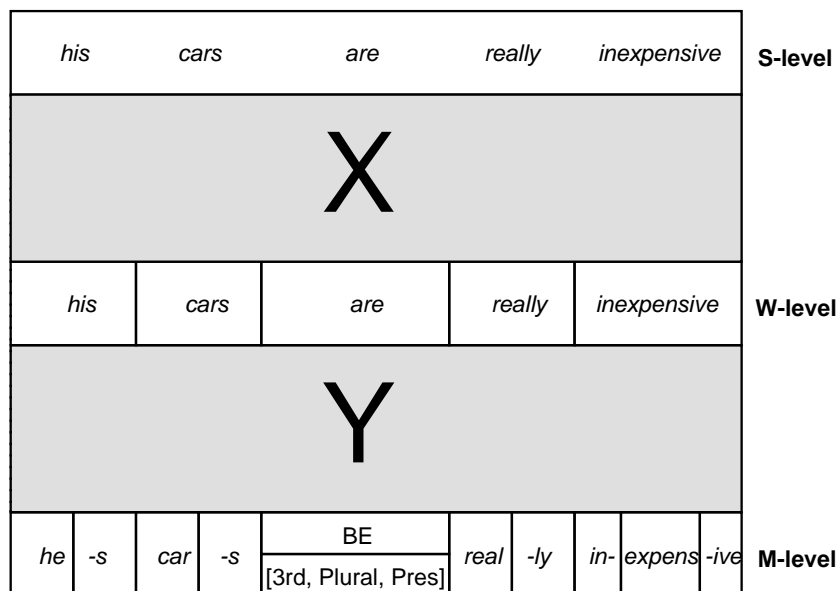 his cars are really inexpensive S-level
X
his cars are really inexpensive W-level
Y
he -s car -s BE real -ly in- expens -ive M-level
[3rd, Plural, Pres]